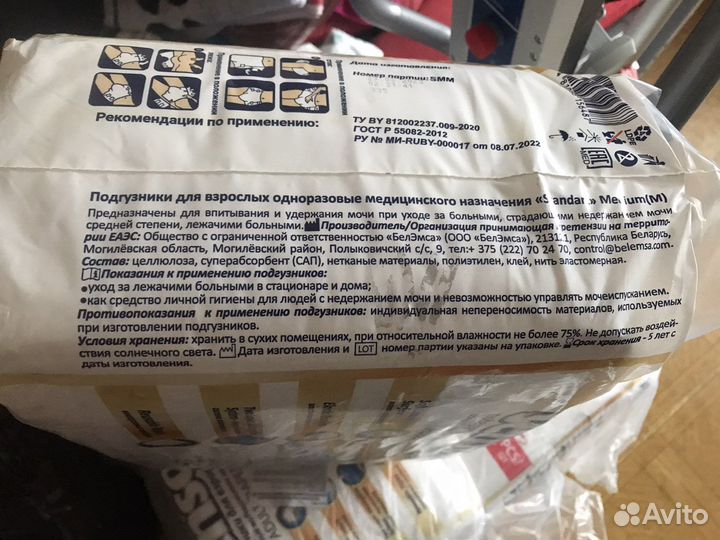 Дата изготовления:
Номер партии: SMM
Рекомендации по применению:
ТУ BY 812002237.009-2020
ГОСТ Р 55082-2012
РУ № МИ-RUBY-000017 от 08.07.2022
Подгузники для взрослых одноразовые медицинского назначения «Standart» Medium(M)
Предназначены для впитывания и удержания мочи при уходе за больными, страдающими недержанием мочи
средней степени, лежачими больными. Производитель/Организация принимающая претензии на террито-
рии ЕАЭС: Общество с ограниченной ответственностью «БелЭмса» (ООО «БелЭмса»), 213111, Республика Беларусь,
Могилёвская область, Могилёвский район, Полыковичский с/с, 9, тел:+ 375 (222) 70 24 70, control@belemsa.com
Состав: целлюлоза, суперабсорбент (САП), нетканые материалы, полиэтилен, клей, нить эластомерная.
Показания к применению подгузников:
•уход за лежачими больными в стационаре и дома;
•как средство личной гигиены для людей с недержанием мочи и невозможностью управлять мочеиспусканием.
Противопоказания к применению подгузников: индивидуальная непереносимость материалов, используемых
при изготовлении подгузников.
Условия хранения: хранить в сухих помещениях, при относительной влажности не более 75%. Не допускать воздей-
ствия солнечного света. Дата изготовления и LOT номер партии указаны на упаковке. Срок хранения - 5 лет с
даты изготовления.
Avito